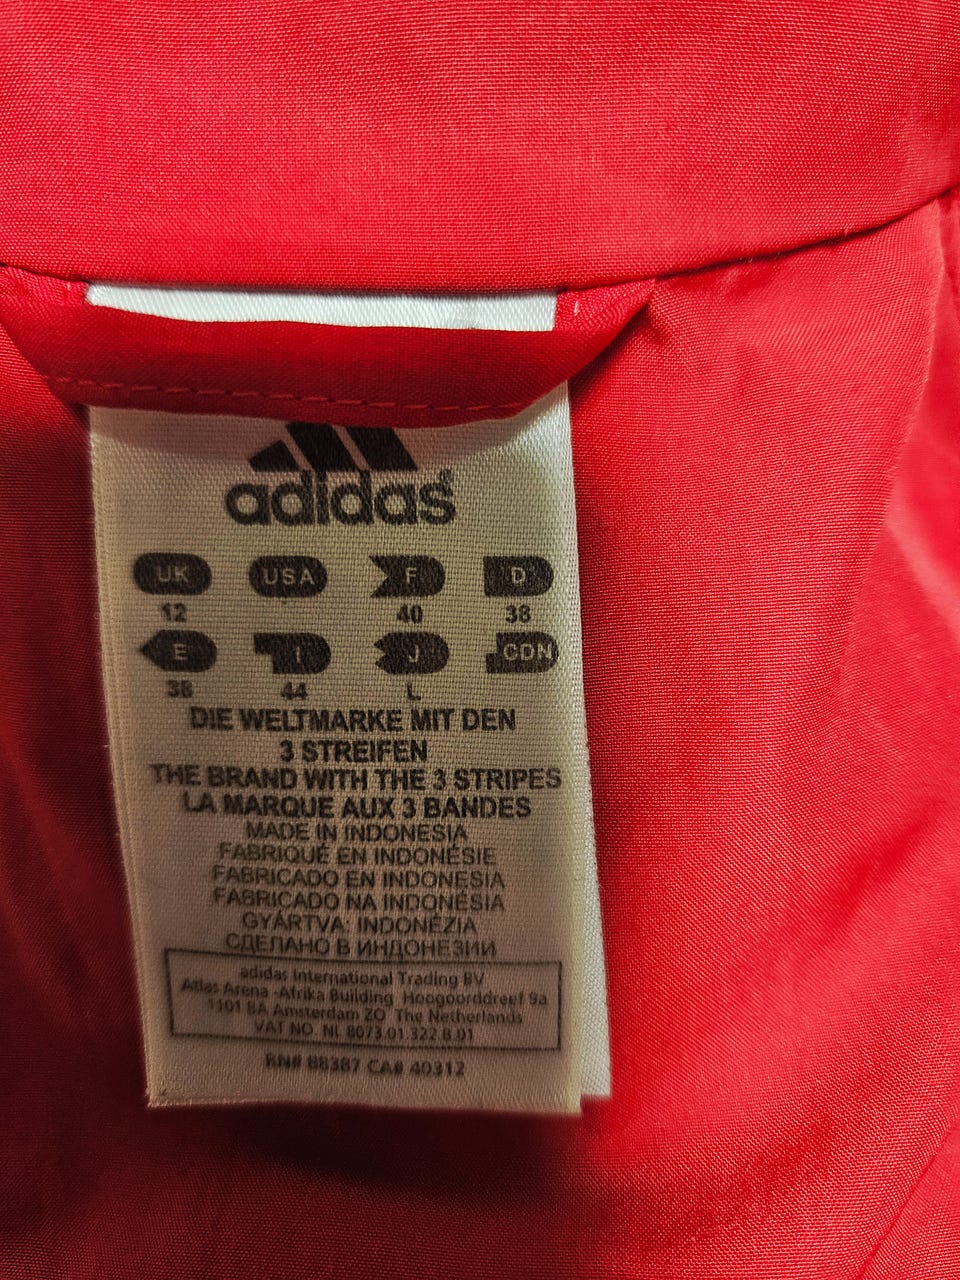 adidas®
UK USA F D
12 40 38
E I J CDN
38 44 L
DIE WELTMARKE MIT DEN
3 STREIFEN
THE BRAND WITH THE 3 STRIPES
LA MARQUE AUX 3 BANDES
MADE IN INDONESIA
FABRIQUÉ EN INDONÉSIE
FABRICADO EN INDONESIA
FABRICADO NA INDONÉSIA
GYÁRTVA: INDONÉZIA
СДЕЛАНО В ИНДОНЕЗИИ
adidas International Trading BV
Atlas Arena -Afrika Building Hoogoorddreef 9a
1101 BA Amsterdam ZO The Netherlands
VAT NO. NL 8073.01.322.B.01
RN# 88387 CA# 40312